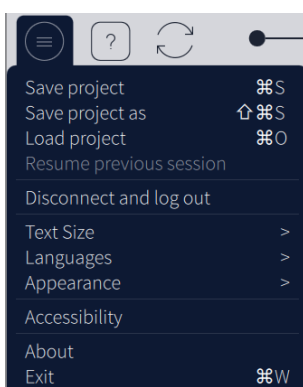 ?
Save project ⌘S
Save project as ⇧⌘S
Load project ⌘O
Resume previous session
Disconnect and log out
Text Size >
Languages >
Appearance >
Accessibility
About
Exit ⌘W